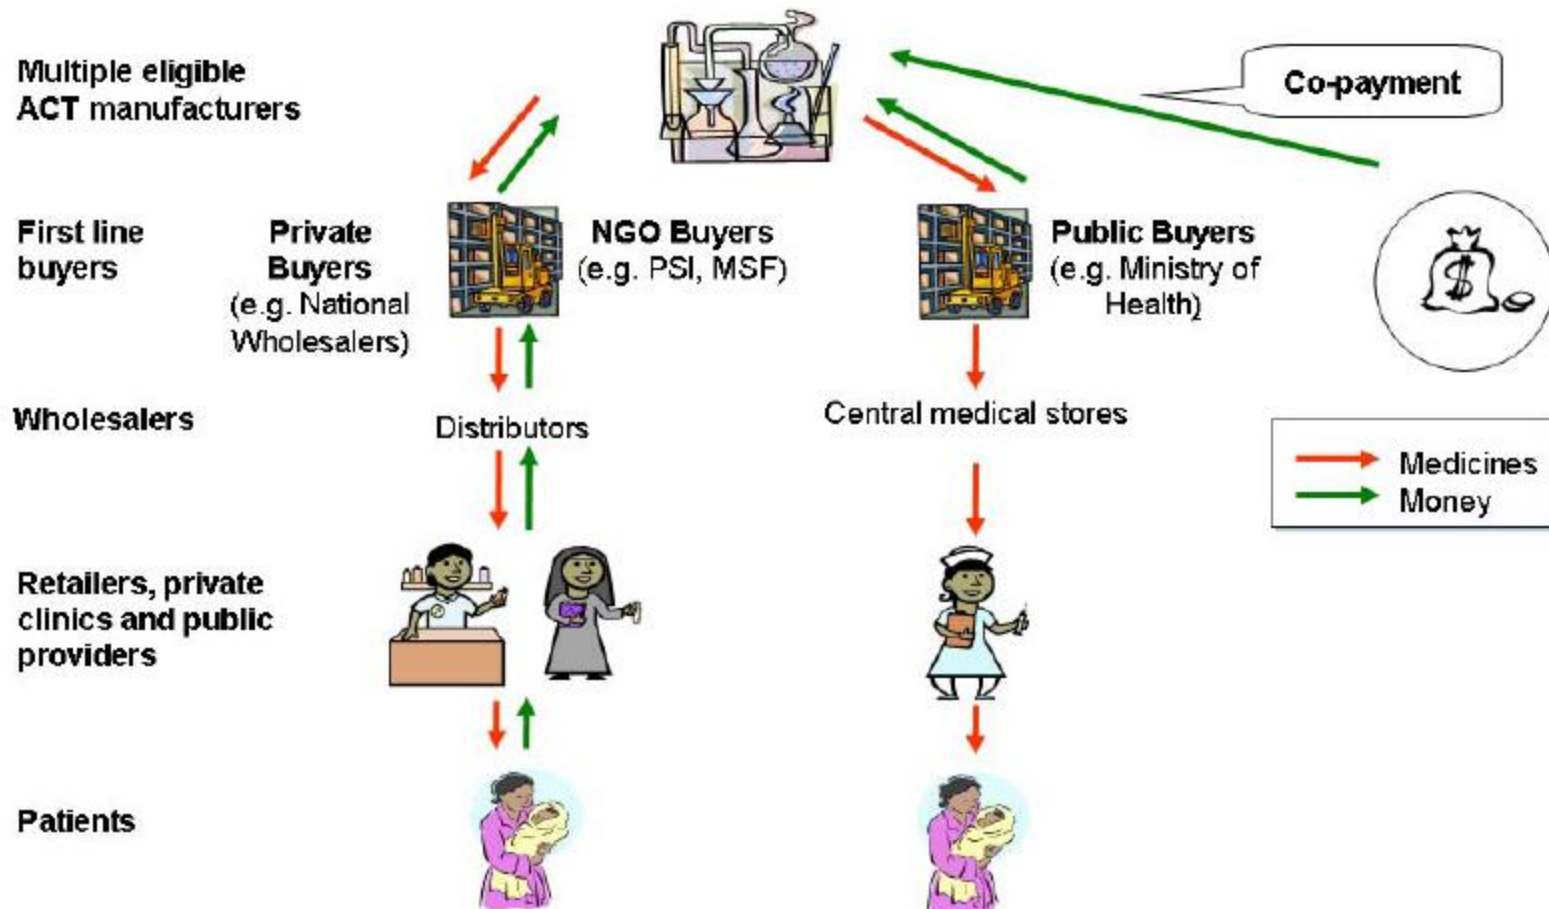 Multiple eligible
ACT manufacturers
Co-payment
First line
buyers
Private
Buyers
(e.g. National
Wholesalers)
NGO Buyers
(e.g. PSI, MSF)
Public Buyers
(e.g. Ministry of
Health)
$
Wholesalers
Distributors
Central medical stores
Medicines
Money
Retailers, private
clinics and public
providers
Patients